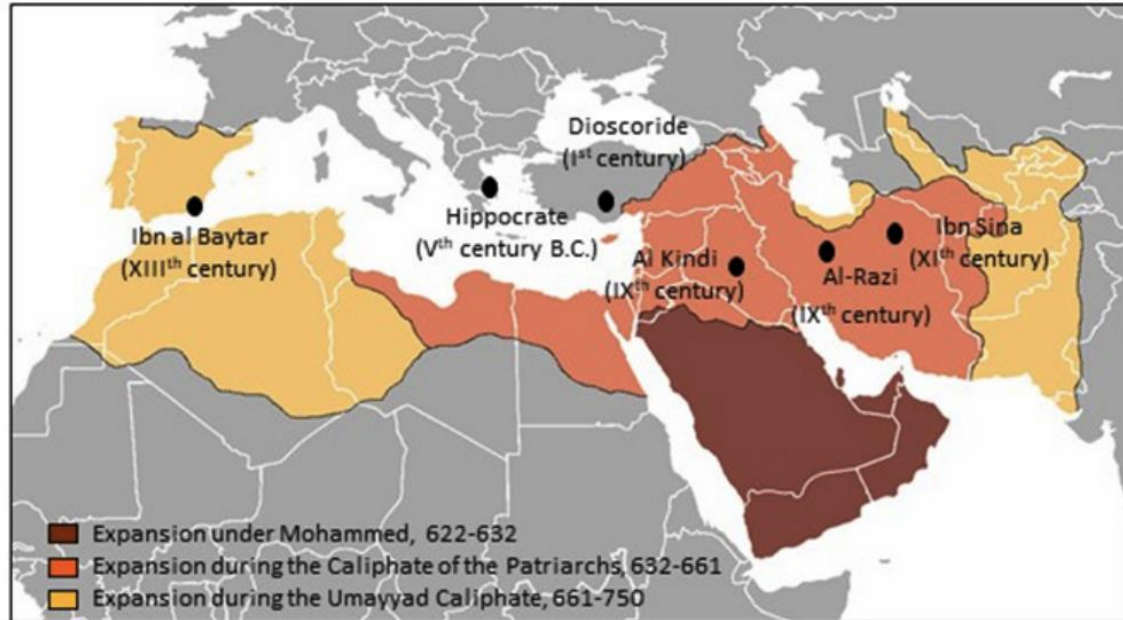 Dioscoride
(Ist century)
Hippocrate
(Vth century B.C.)
Ibn al Baytar
(XIIIth century)
Al Kindi
(IXth century)
Al-Razi
(IXth century)
Ibn Sina
(XIth century)
Expansion under Mohammed, 622-632
Expansion during the Caliphate of the Patriarchs, 632-661
Expansion during the Umayyad Caliphate, 661-750